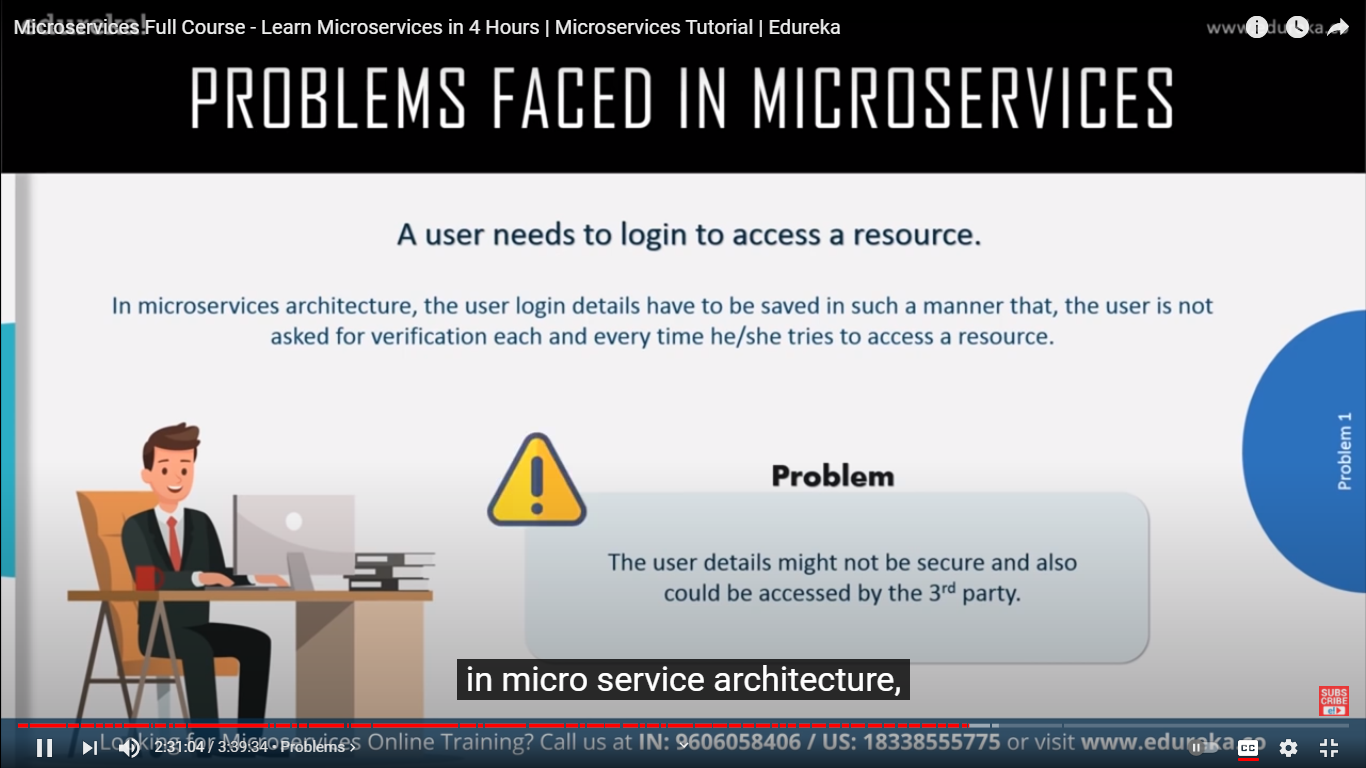 Microservices Full Course - Learn Microservices in 4 Hours | Microservices Tutorial | Edureka
PROBLEMS FACED IN MICROSERVICES
A user needs to login to access a resource.
In microservices architecture, the user login details have to be saved in such a manner that, the user is not
asked for verification each and every time he/she tries to access a resource.
Problem 1
Problem
The user details might not be secure and also
could be accessed by the 3rd party.
in micro service architecture,
SUBS
CRIBE
2:31:04 / 3:39:34 • Problems
Looking for Microservices Online Training? Call us at IN: 9606058406 / US: 18338555775 or visit www.edureka.co
CC